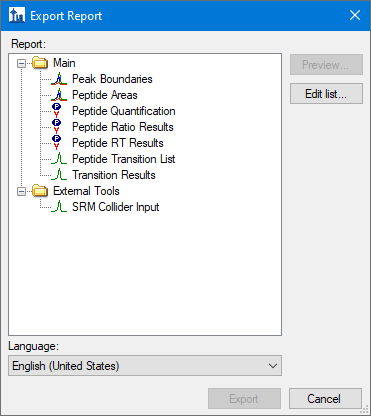 Export Report
Report:
Main
Peak Boundaries
Peptide Areas
Peptide Quantification
Peptide Ratio Results
Peptide RT Results
Peptide Transition List
Transition Results
External Tools
SRM Collider Input
Preview...
Edit list...
Language:
English (United States)
Export
Cancel